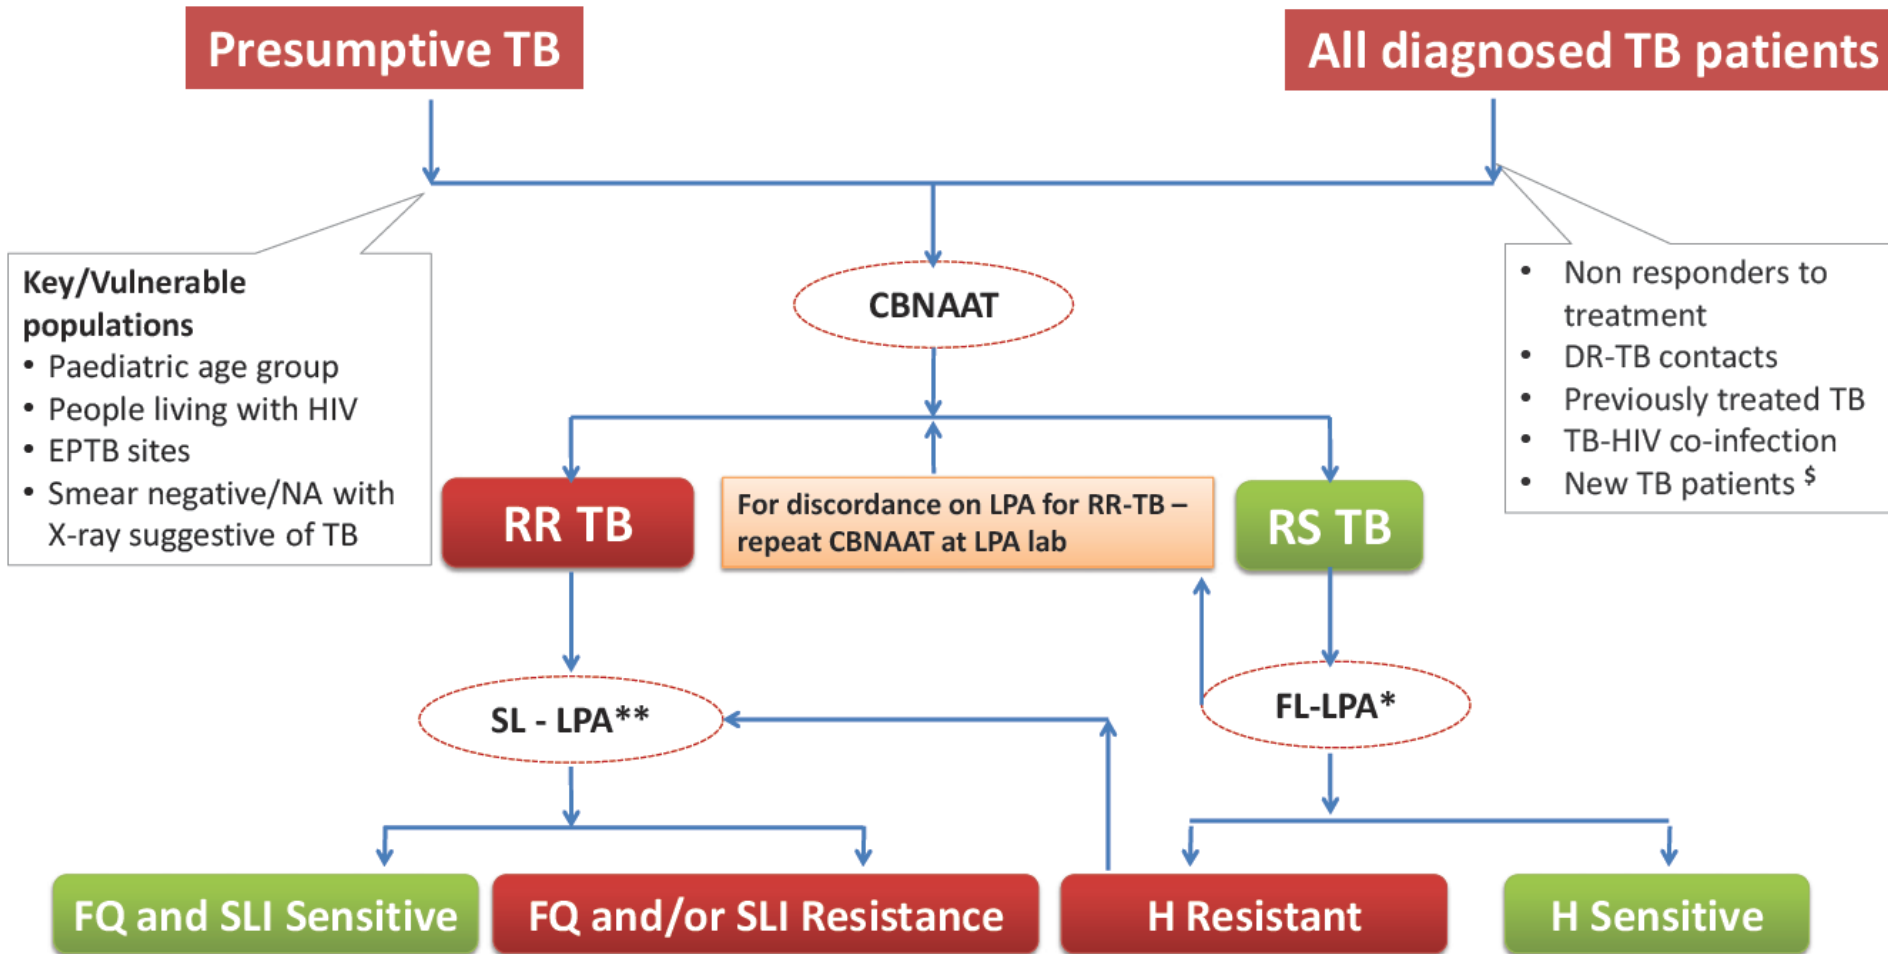 Presumptive TB
All diagnosed TB patients
Key/Vulnerable
populations
• Paediatric age group
• People living with HIV
• EPTB sites
• Smear negative/NA with
X-ray suggestive of TB
CBNAAT
• Non responders to
treatment
• DR-TB contacts
• Previously treated TB
• TB-HIV co-infection
• New TB patients $
RR TB
For discordance on LPA for RR-TB –
repeat CBNAAT at LPA lab
RS TB
SL - LPA**
FL-LPA*
FQ and SLI Sensitive
FQ and/or SLI Resistance
H Resistant
H Sensitive